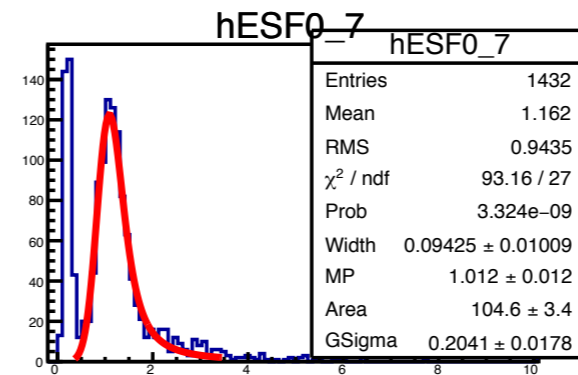 hESF0_7
hESF0_7
Entries 1432
Mean 1.162
RMS 0.9435
χ² / ndf 93.16 / 27
Prob 3.324e−09
Width 0.09425 ± 0.01009
MP 1.012 ± 0.012
Area 104.6 ± 3.4
GSigma 0.2041 ± 0.0178
140
120
100
80
60
40
20
0
0 2 4 6 8 10